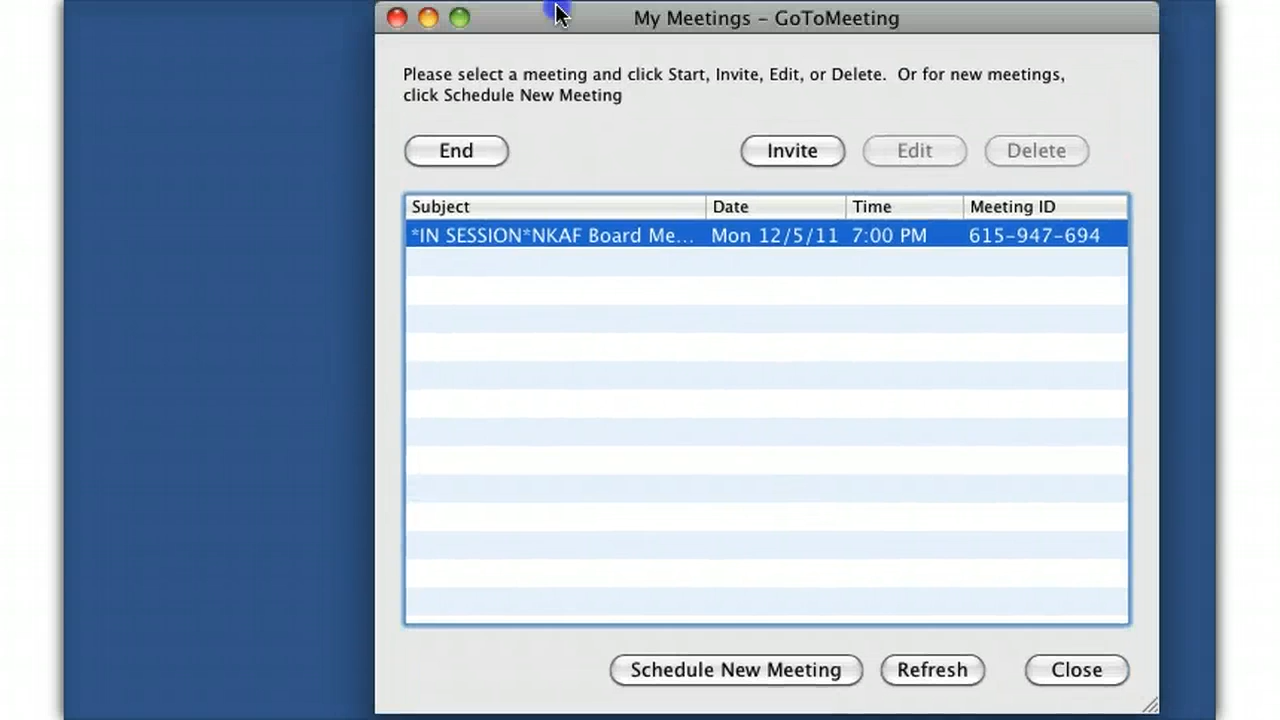 My Meetings - GoToMeeting
Please select a meeting and click Start, Invite, Edit, or Delete.  Or for new meetings,
click Schedule New Meeting
End Invite Edit Delete
Subject Date Time Meeting ID
*IN SESSION*NKAF Board Me... Mon 12/5/11 7:00 PM 615-947-694
Schedule New Meeting Refresh Close